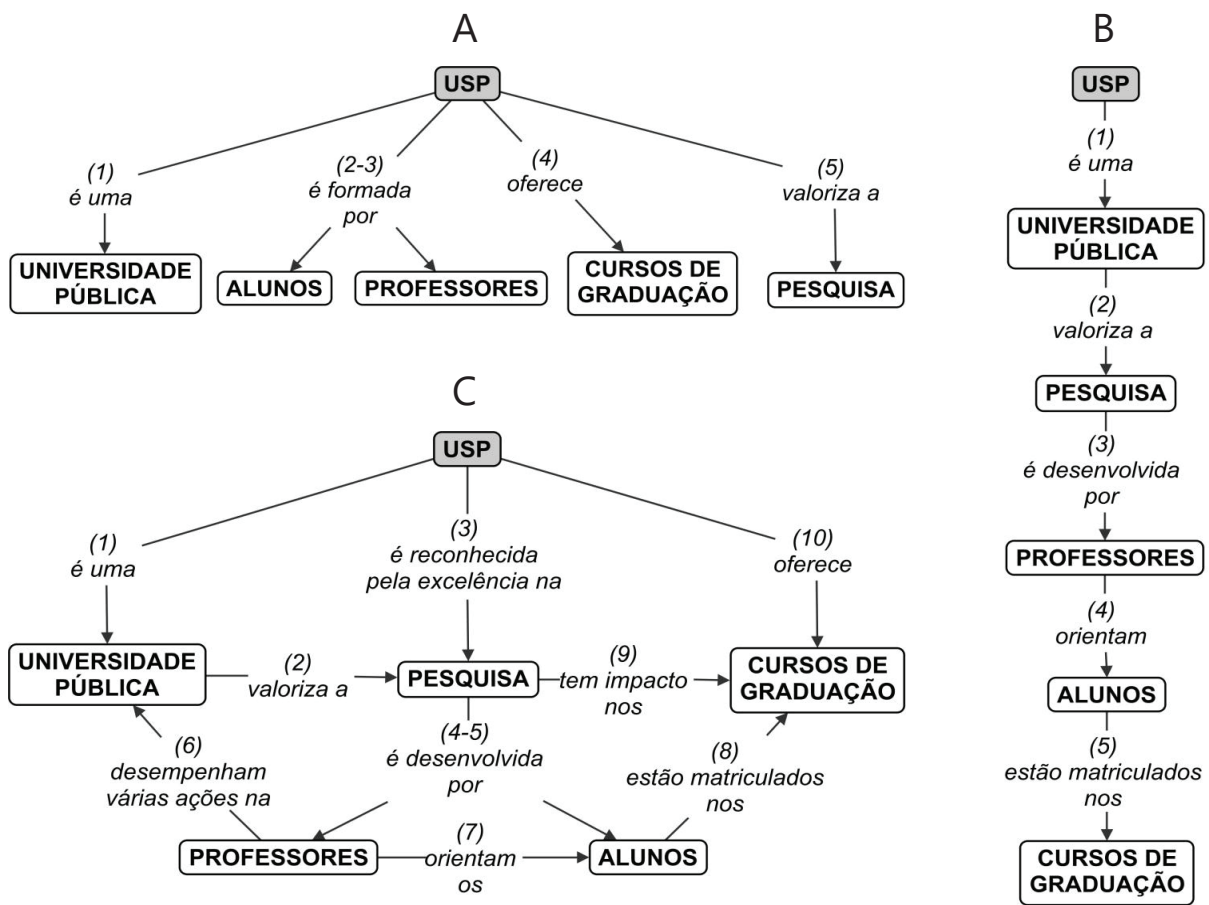 A
USP
(1)
é uma
(2-3)
é formada
por
(4)
oferece
(5)
valoriza a
UNIVERSIDADE
PÚBLICA
ALUNOS
PROFESSORES
CURSOS DE
GRADUAÇÃO
PESQUISA
B
USP
(1)
é uma
UNIVERSIDADE
PÚBLICA
(2)
valoriza a
PESQUISA
(3)
é desenvolvida
por
PROFESSORES
(4)
orientam
ALUNOS
(5)
estão matriculados
nos
CURSOS DE
GRADUAÇÃO
C
USP
(1)
é uma
(3)
é reconhecida
pela excelência na
(10)
oferece
UNIVERSIDADE
PÚBLICA
(2)
valoriza a
PESQUISA
(9)
tem impacto
nos
CURSOS DE
GRADUAÇÃO
(6)
desempenham
várias ações na
(4-5)
é desenvolvida
por
(8)
estão matriculados
nos
PROFESSORES
(7)
orientam
os
ALUNOS